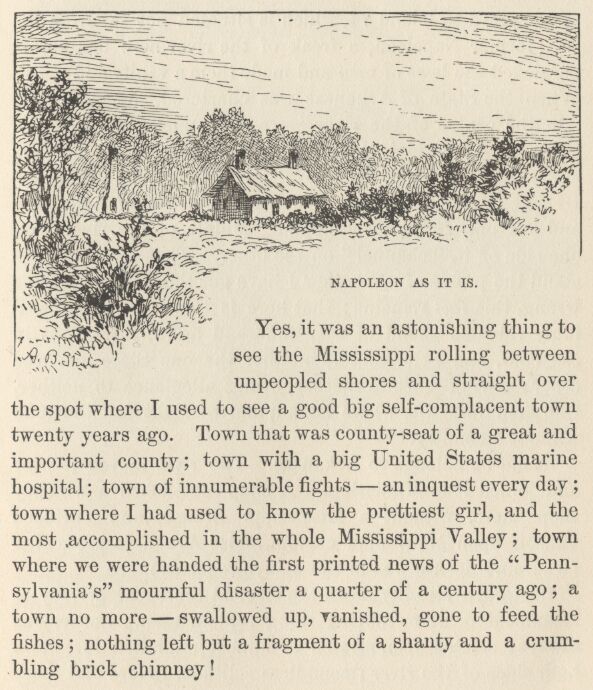 NAPOLEON AS IT IS.
Yes, it was an astonishing thing to
see the Mississippi rolling between
unpeopled shores and straight over
the spot where I used to see a good big self-complacent town
twenty years ago. Town that was county-seat of a great and
important county; town with a big United States marine
hospital; town of innumerable fights — an inquest every day;
town where I had used to know the prettiest girl, and the
most accomplished in the whole Mississippi Valley; town
where we were handed the first printed news of the “Penn-
sylvania's” mournful disaster a quarter of a century ago; a
town no more — swallowed up, vanished, gone to feed the
fishes; nothing left but a fragment of a shanty and a crum-
bling brick chimney!
A. B.